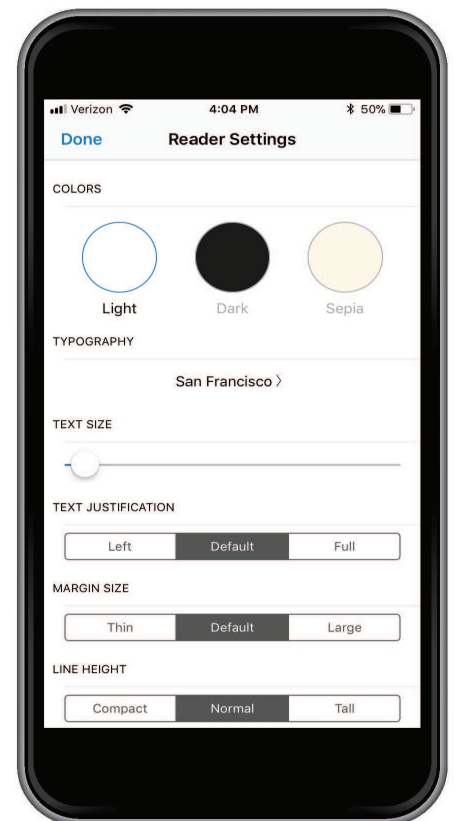 Verizon 4:04 PM 50%
Done Reader Settings
COLORS
Light Dark Sepia
TYPOGRAPHY
San Francisco 〉
TEXT SIZE
TEXT JUSTIFICATION
Left Default Full
MARGIN SIZE
Thin Default Large
LINE HEIGHT
Compact Normal Tall